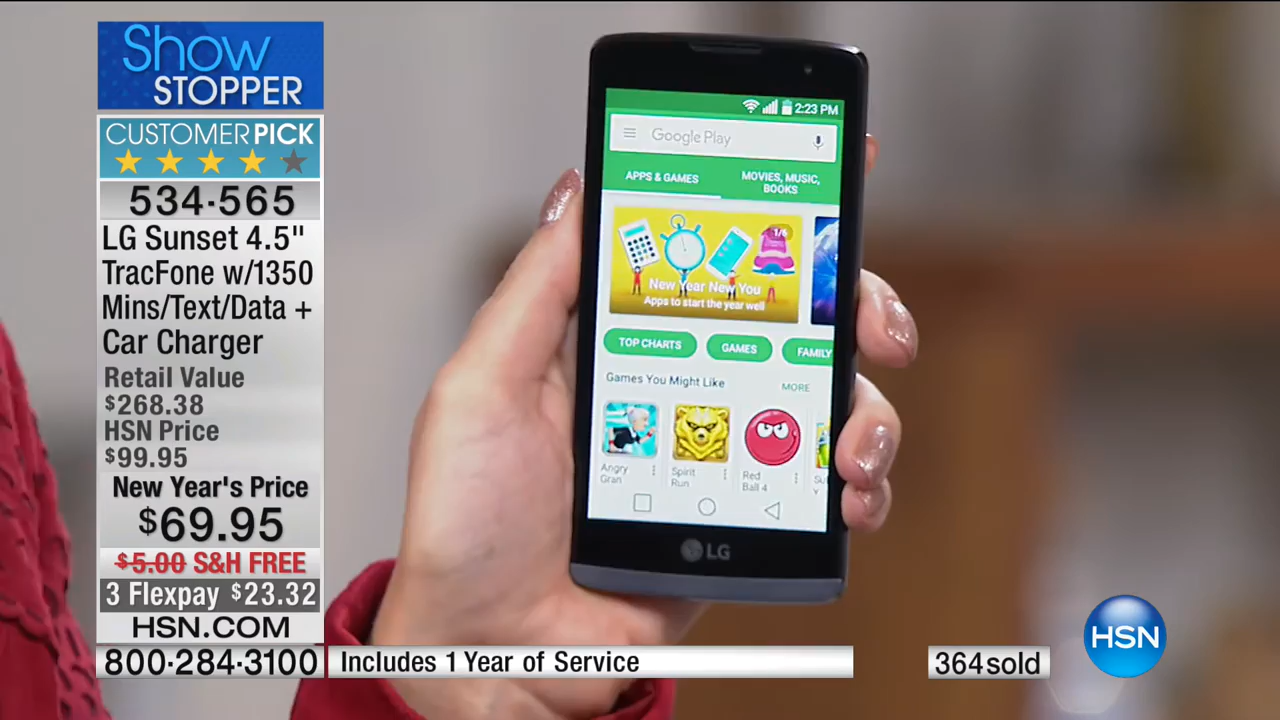 Show
STOPPER
CUSTOMER PICK
534-565
LG Sunset 4.5"
TracFone w/1350
Mins/Text/Data +
Car Charger
Retail Value
$268.38
HSN Price
$99.95
New Year's Price
$69.95
$5.00 S&H FREE
3 Flexpay $23.32
HSN.COM
800-284-3100
Includes 1 Year of Service
364 sold
HSN
2:23 PM
Google Play
APPS & GAMES
MOVIES, MUSIC,
BOOKS
1/6
New Year New You
Apps to start the year well
TOP CHARTS
GAMES
FAMILY
Games You Might Like
MORE
Angry
Gran
Spirit
Run
Red
Ball 4
LG